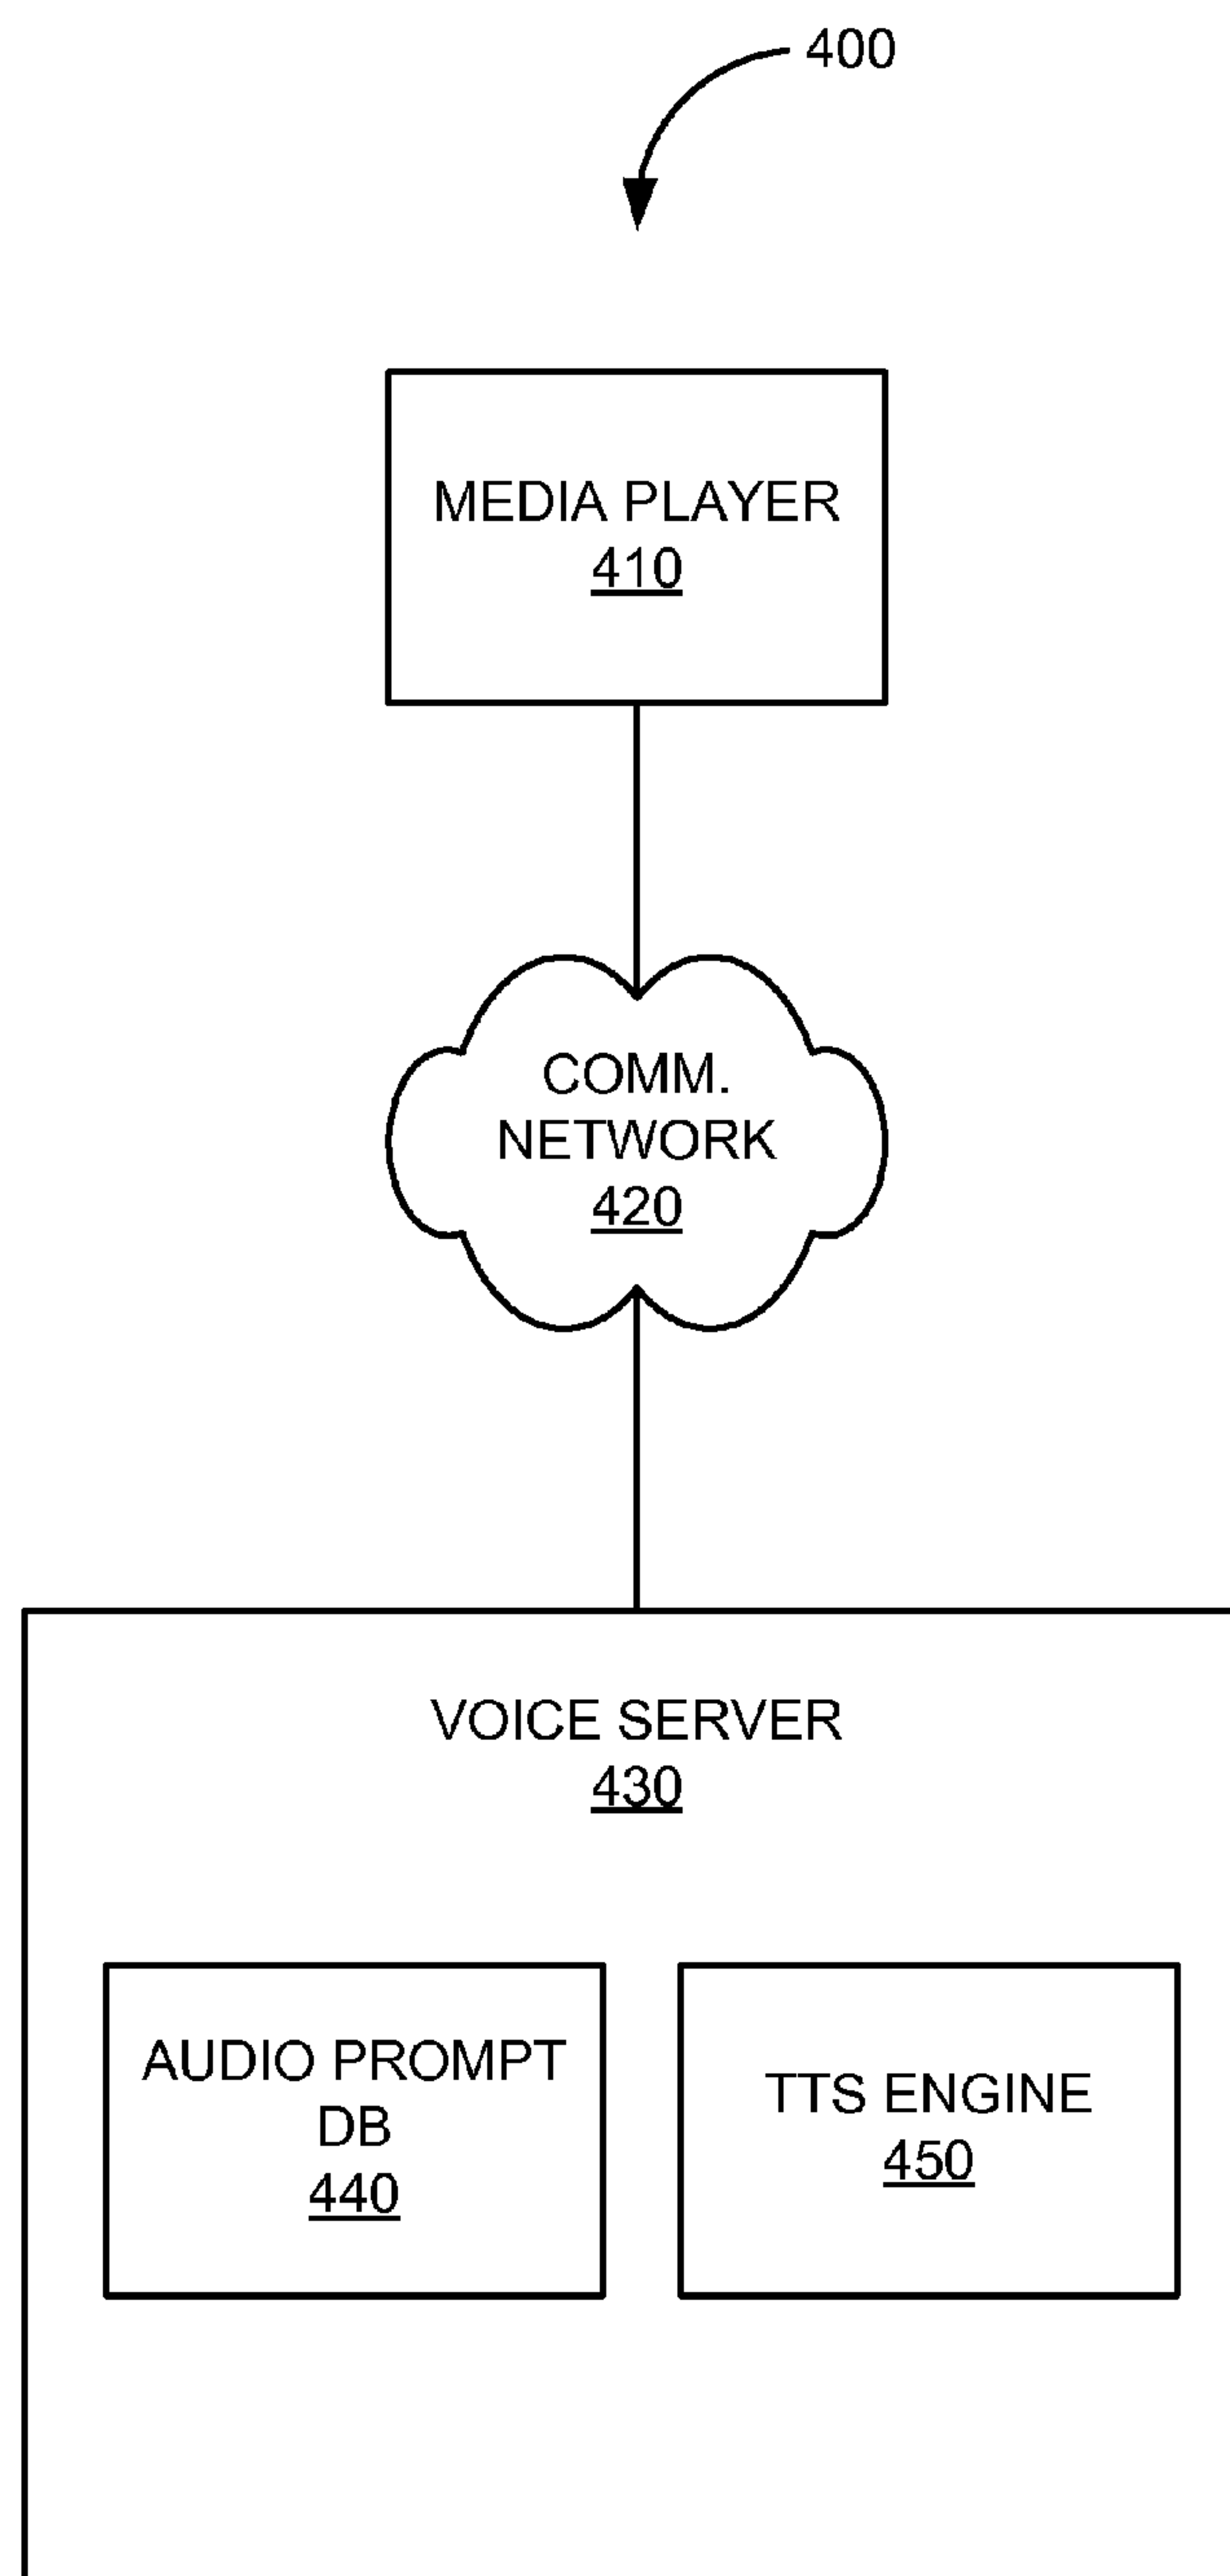 400
MEDIA PLAYER
410
COMM.
NETWORK
420
VOICE SERVER
430
AUDIO PROMPT
DB
440
TTS ENGINE
450